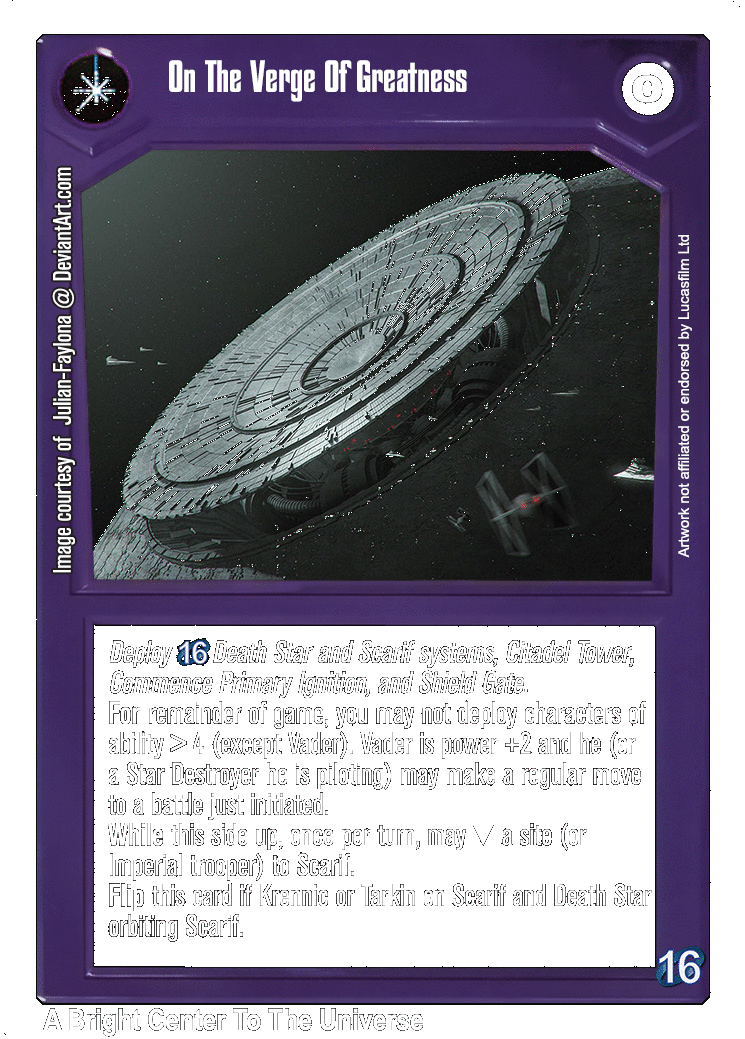 On The Verge Of Greatness
0
Image courtesy of Julian-Faylona @ DeviantArt.com
Artwork not affiliated or endorsed by Lucasfilm Ltd
Deploy 16 Death Star and Scarif systems, Citadel Tower,
Commence Primary Ignition, and Shield Gate.
For remainder of game, you may not deploy characters of
ability > 4 (except Vader). Vader is power +2 and he (or
a Star Destroyer he is piloting) may make a regular move
to a battle just initiated.
While this side up, once per turn, may \/ a site (or
Imperial trooper) to Scarif.
Flip this card if Krennic or Tarkin on Scarif and Death Star
orbiting Scarif.
16
A Bright Center To The Universe